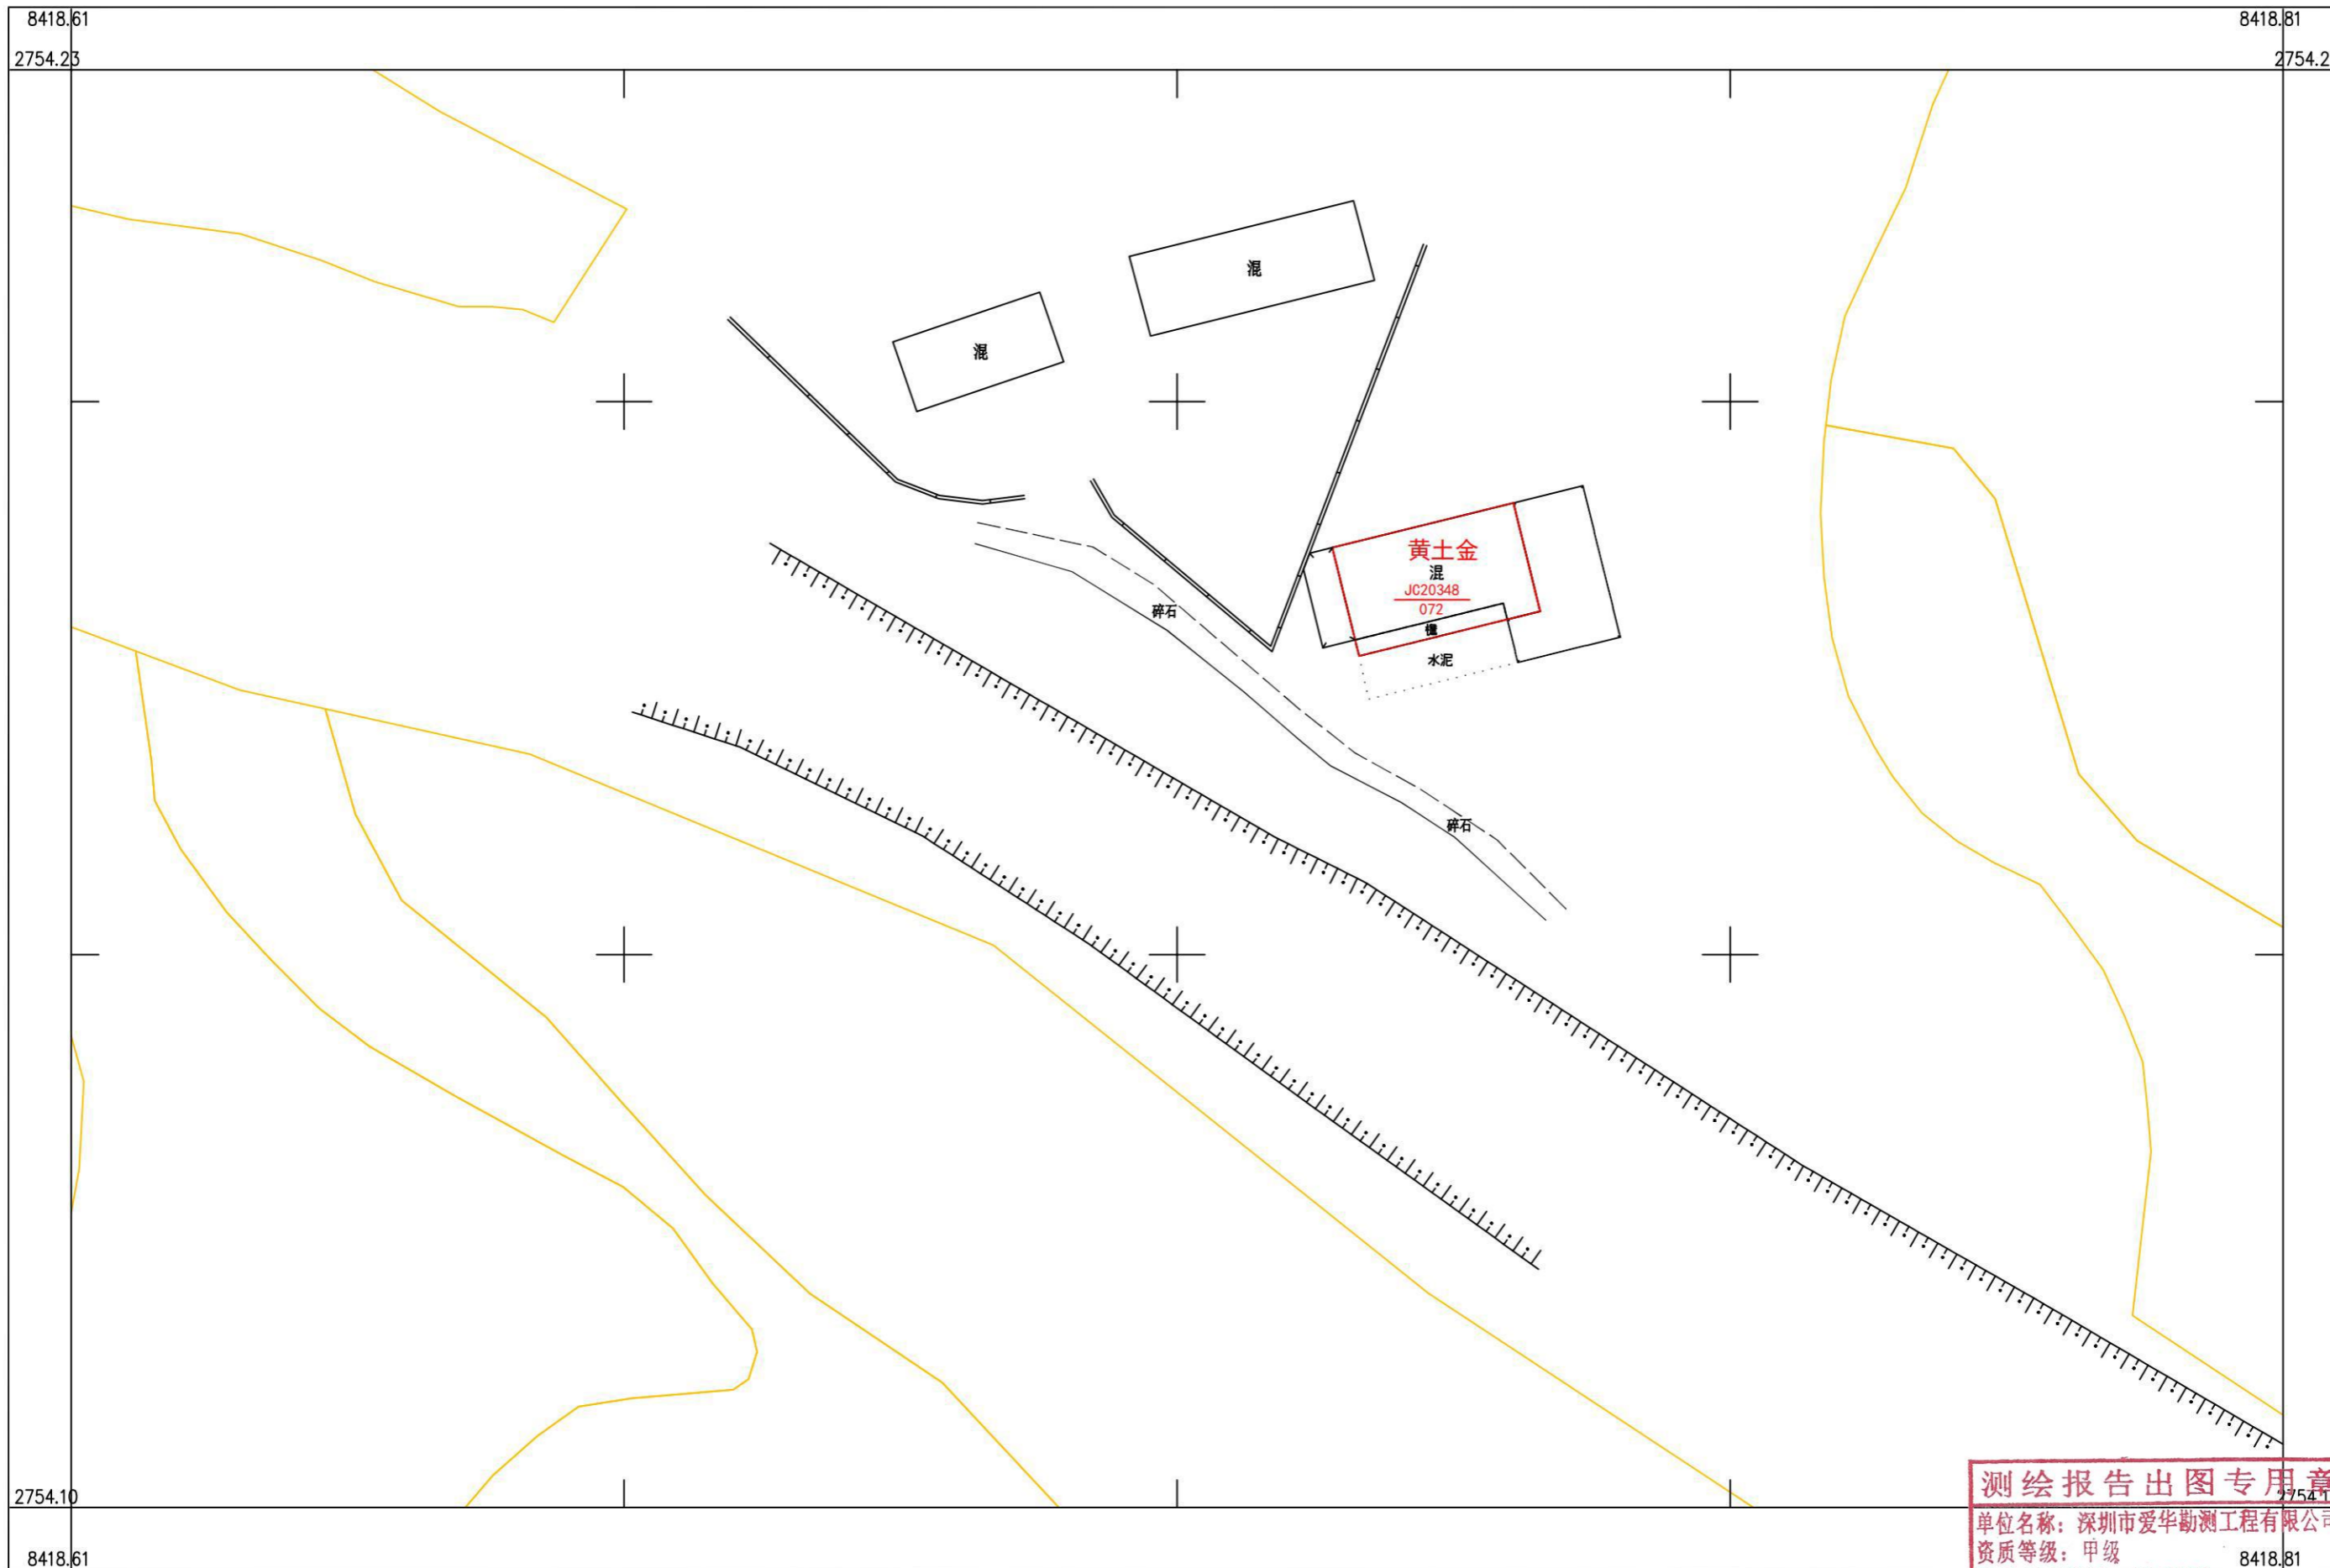 8418.61
8418.81
2754.23
2754.2
混
混
黄土金
混
JC20348
072
碎石
水泥
碎石
2754.10
测绘报告出图专用章
2754.1
单位名称：深圳市爱华勘测工程有限公司
资质等级：甲级
8418.61
8418.81